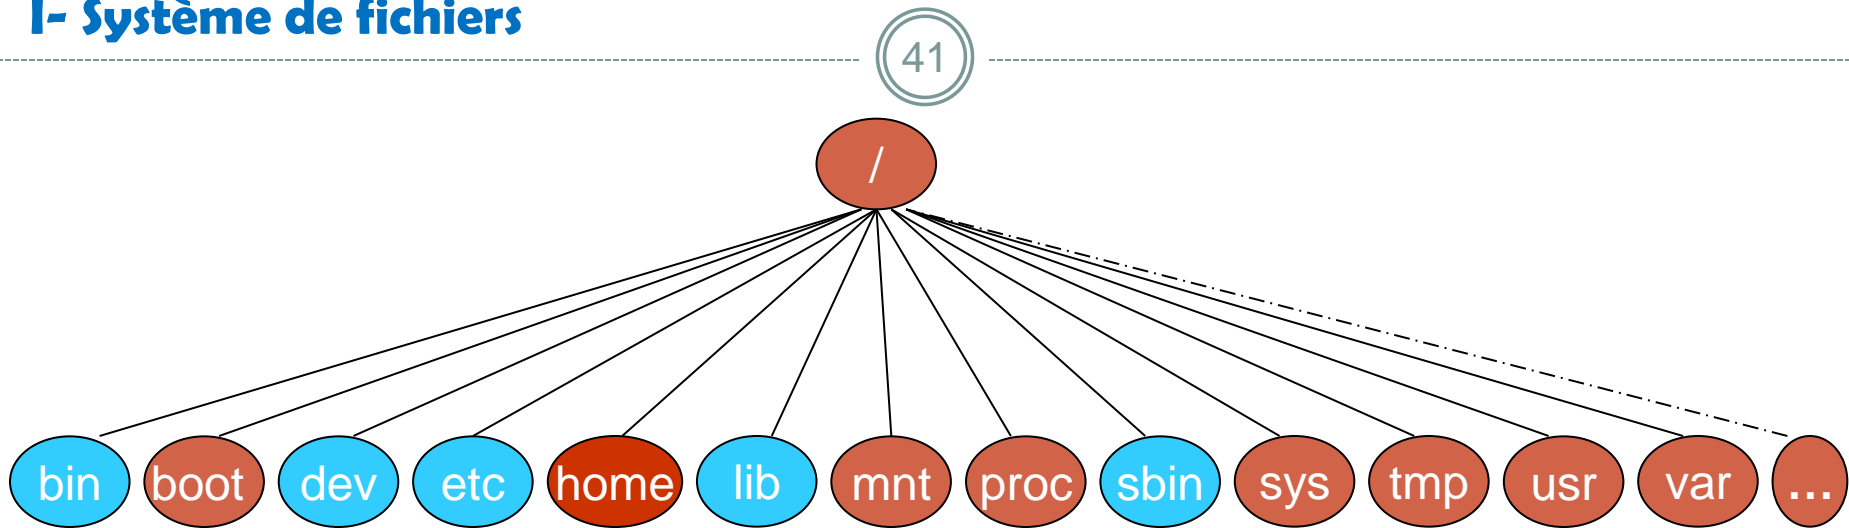 I- Système de fichiers
41
/
bin boot dev etc home lib mnt proc sbin sys tmp usr var ...